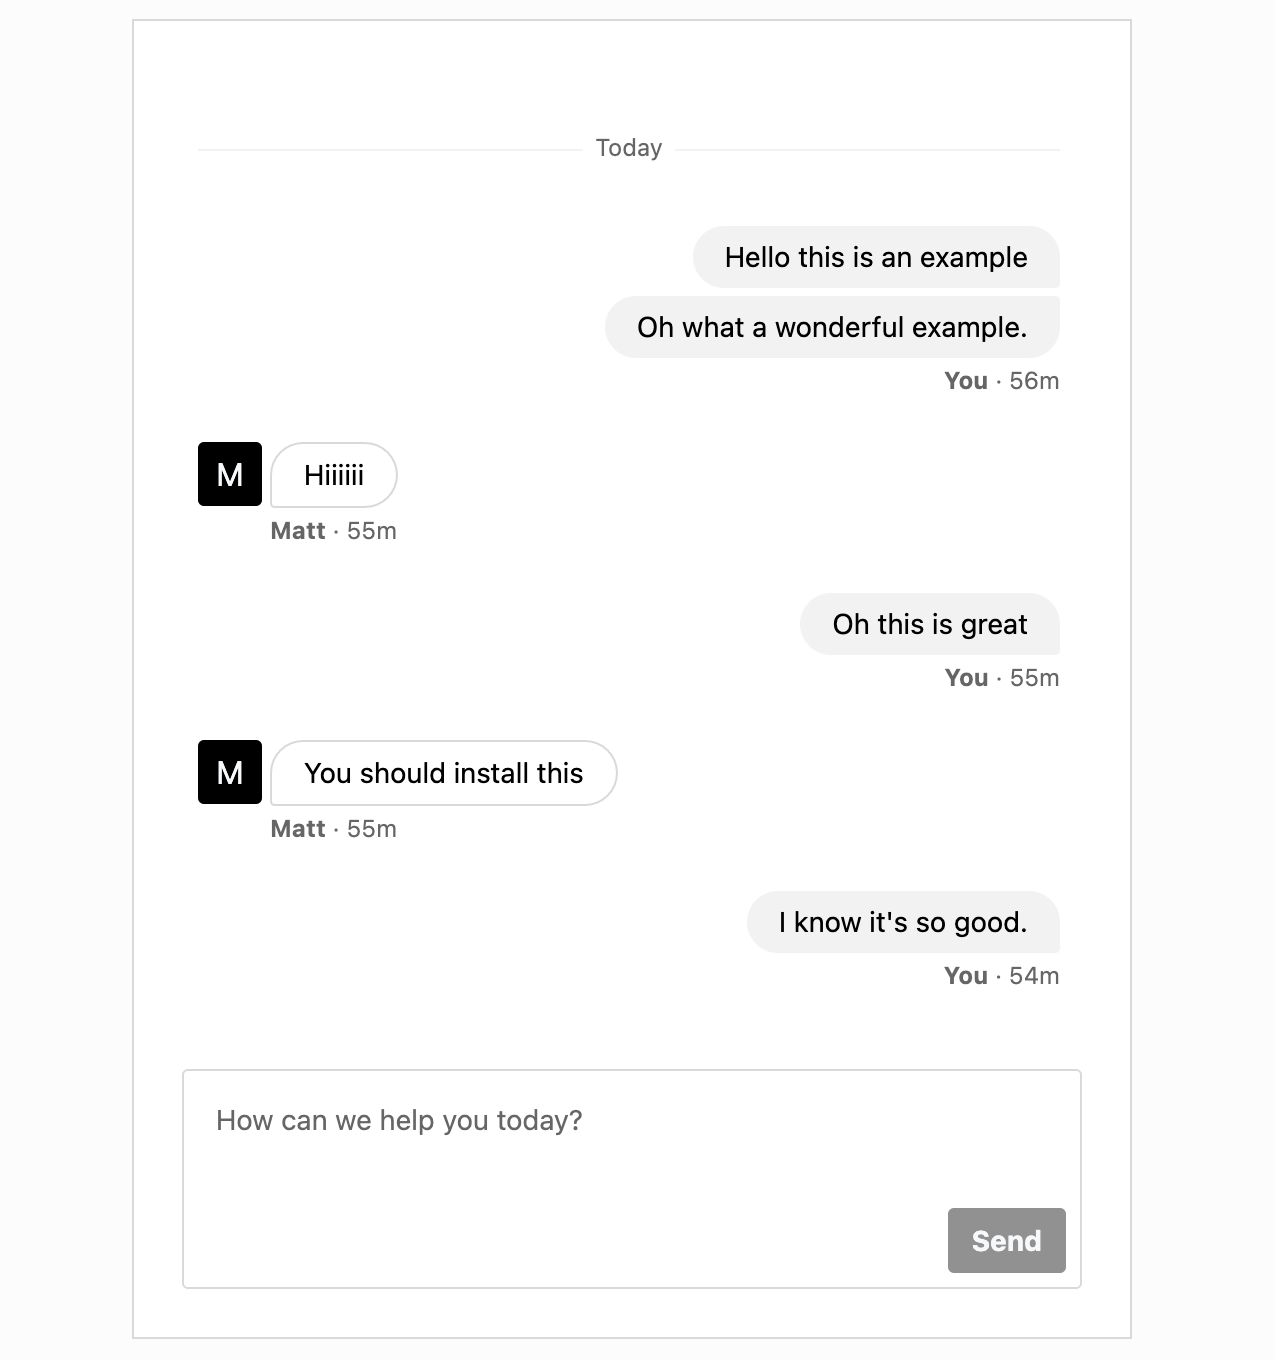 Today
Hello this is an example
Oh what a wonderful example.
You · 56m
M
Hiiiiii
Matt · 55m
Oh this is great
You · 55m
M
You should install this
Matt · 55m
I know it's so good.
You · 54m
How can we help you today?
Send